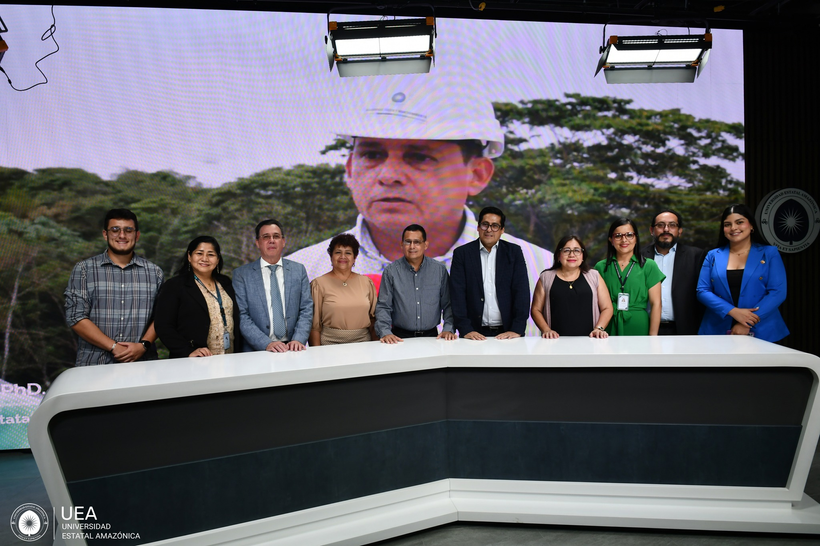 PhD.
tata
UEA
UNIVERSIDAD
ESTATAL AMAZÓNICA